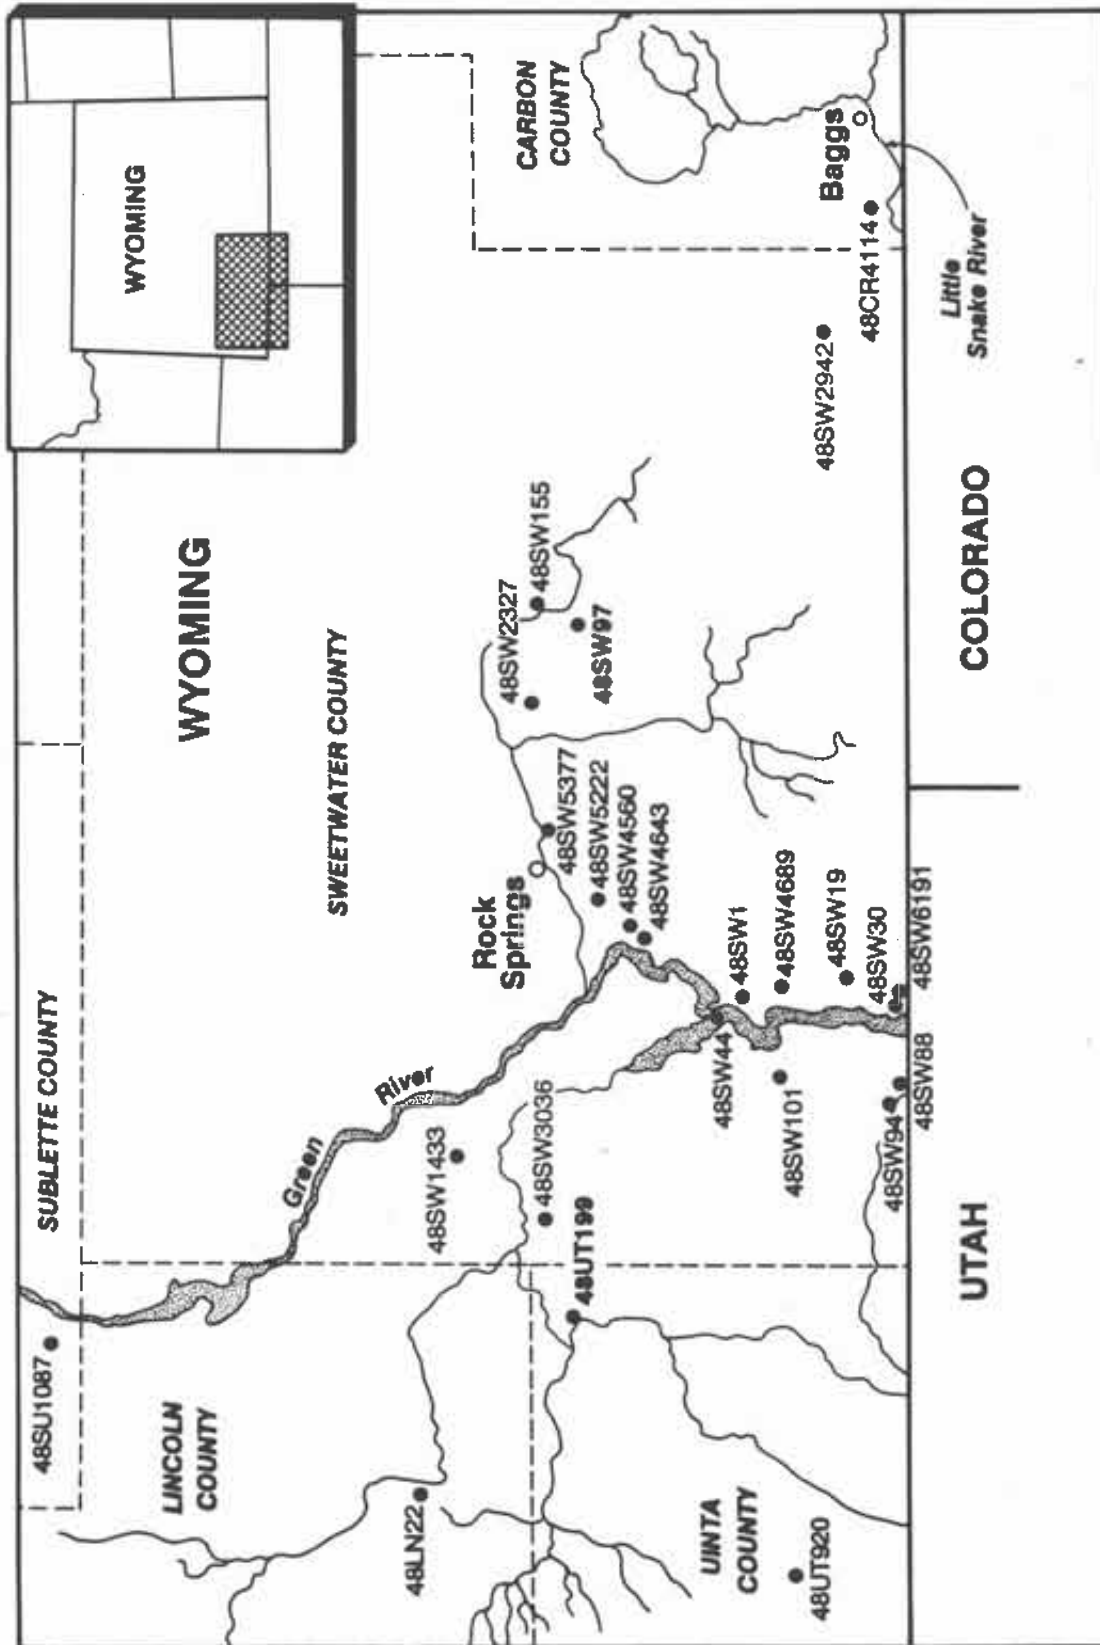 WYOMING
SUBLETTE COUNTY
48SU1087
LINCOLN
COUNTY
Green
River
WYOMING
SWEETWATER COUNTY
CARBON
COUNTY
48LN22
48SW1433
48SW3036
48UT199
Rock
Springs
48SW5377
48SW5222
48SW4560
48SW4643
48SW2327
48SW155
48SW97
UINTA
COUNTY
48UT920
48SW44
48SW101
48SW94
48SW88
48SW1
48SW4689
48SW19
48SW30
48SW6191
48SW2942
48CR4114
Baggs
Little
Snake River
UTAH
COLORADO